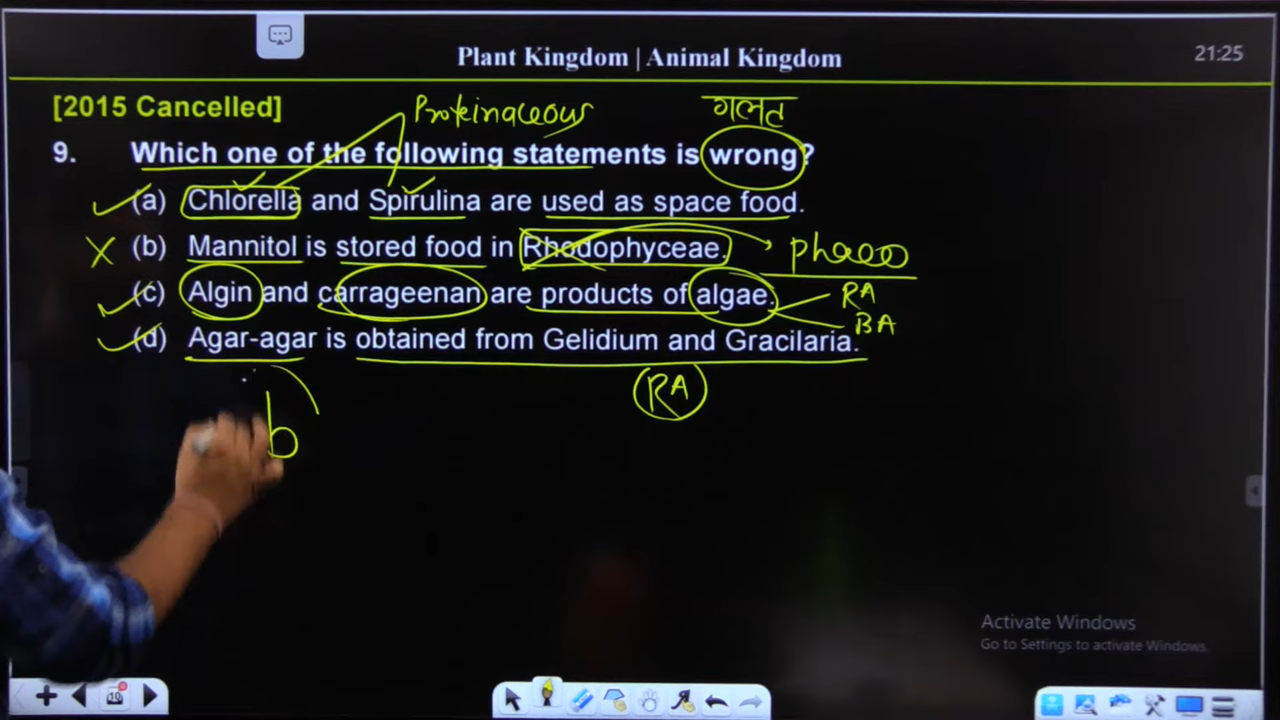 Plant Kingdom | Animal Kingdom
21:25
[2015 Cancelled]
Proteinaceous
गलत
9. Which one of the following statements is wrong?
(a) Chlorella and Spirulina are used as space food.
(b) Mannitol is stored food in Rhodophyceae.
phaeo
(c) Algin and carrageenan are products of algae.
RA
BA
(d) Agar-agar is obtained from Gelidium and Gracilaria.
RA
b
Activate Windows
Go to Settings to activate Windows.
10